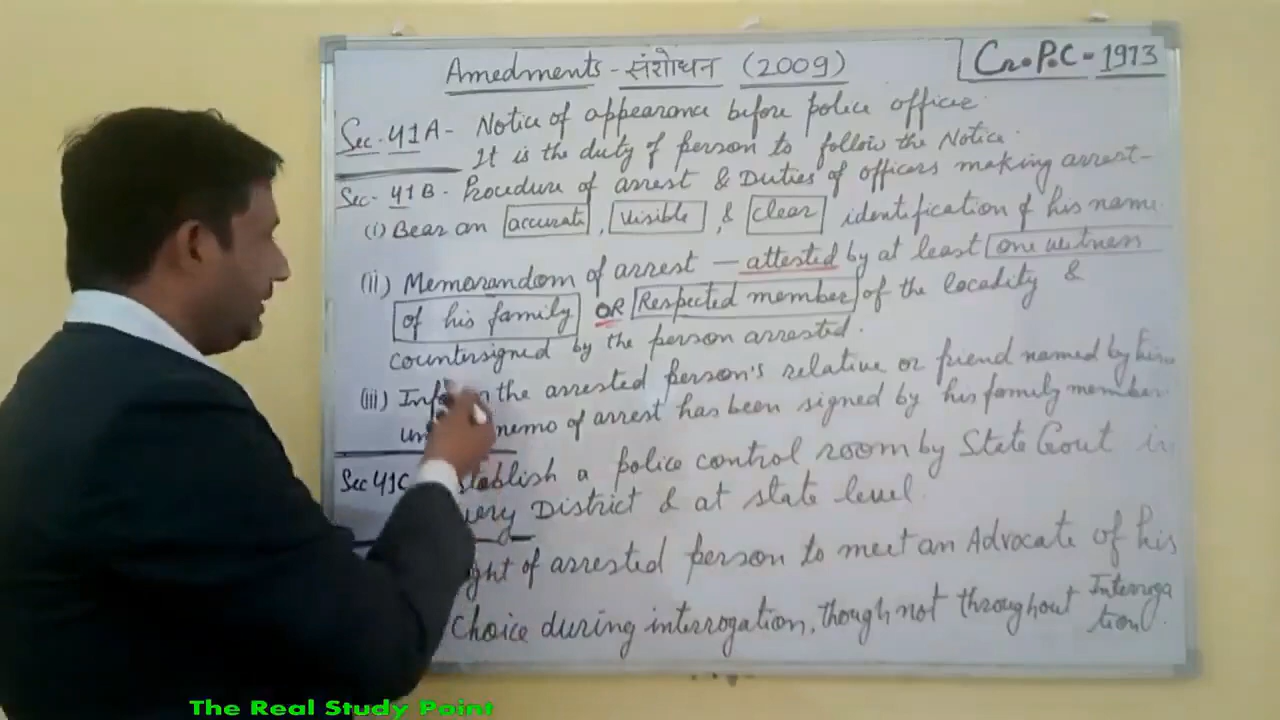 Amedments - संशोधन (2009)
Cr.P.C - 1973
Sec. 41A - Notice of appearance before police officer.
It is the duty of person to follow the Notice.
Sec. 41B - Procedure of arrest & Duties of officers making arrest-
(i) Bear an accurate, visible, & clear identification of his name
(ii) Memorandom of arrest — attested by at least one witness
of his family OR Respected member of the locality &
countersigned by the person arrested.
(iii) the arrested person's relative or friend named by him
memo of arrest has been signed by his family member
Sec 41C establish a police control room by State Govt in
District & at state level.
of arrested person to meet an Advocate of his
Choice during interrogation, though not throughout Interrogation.
The Real Study Point